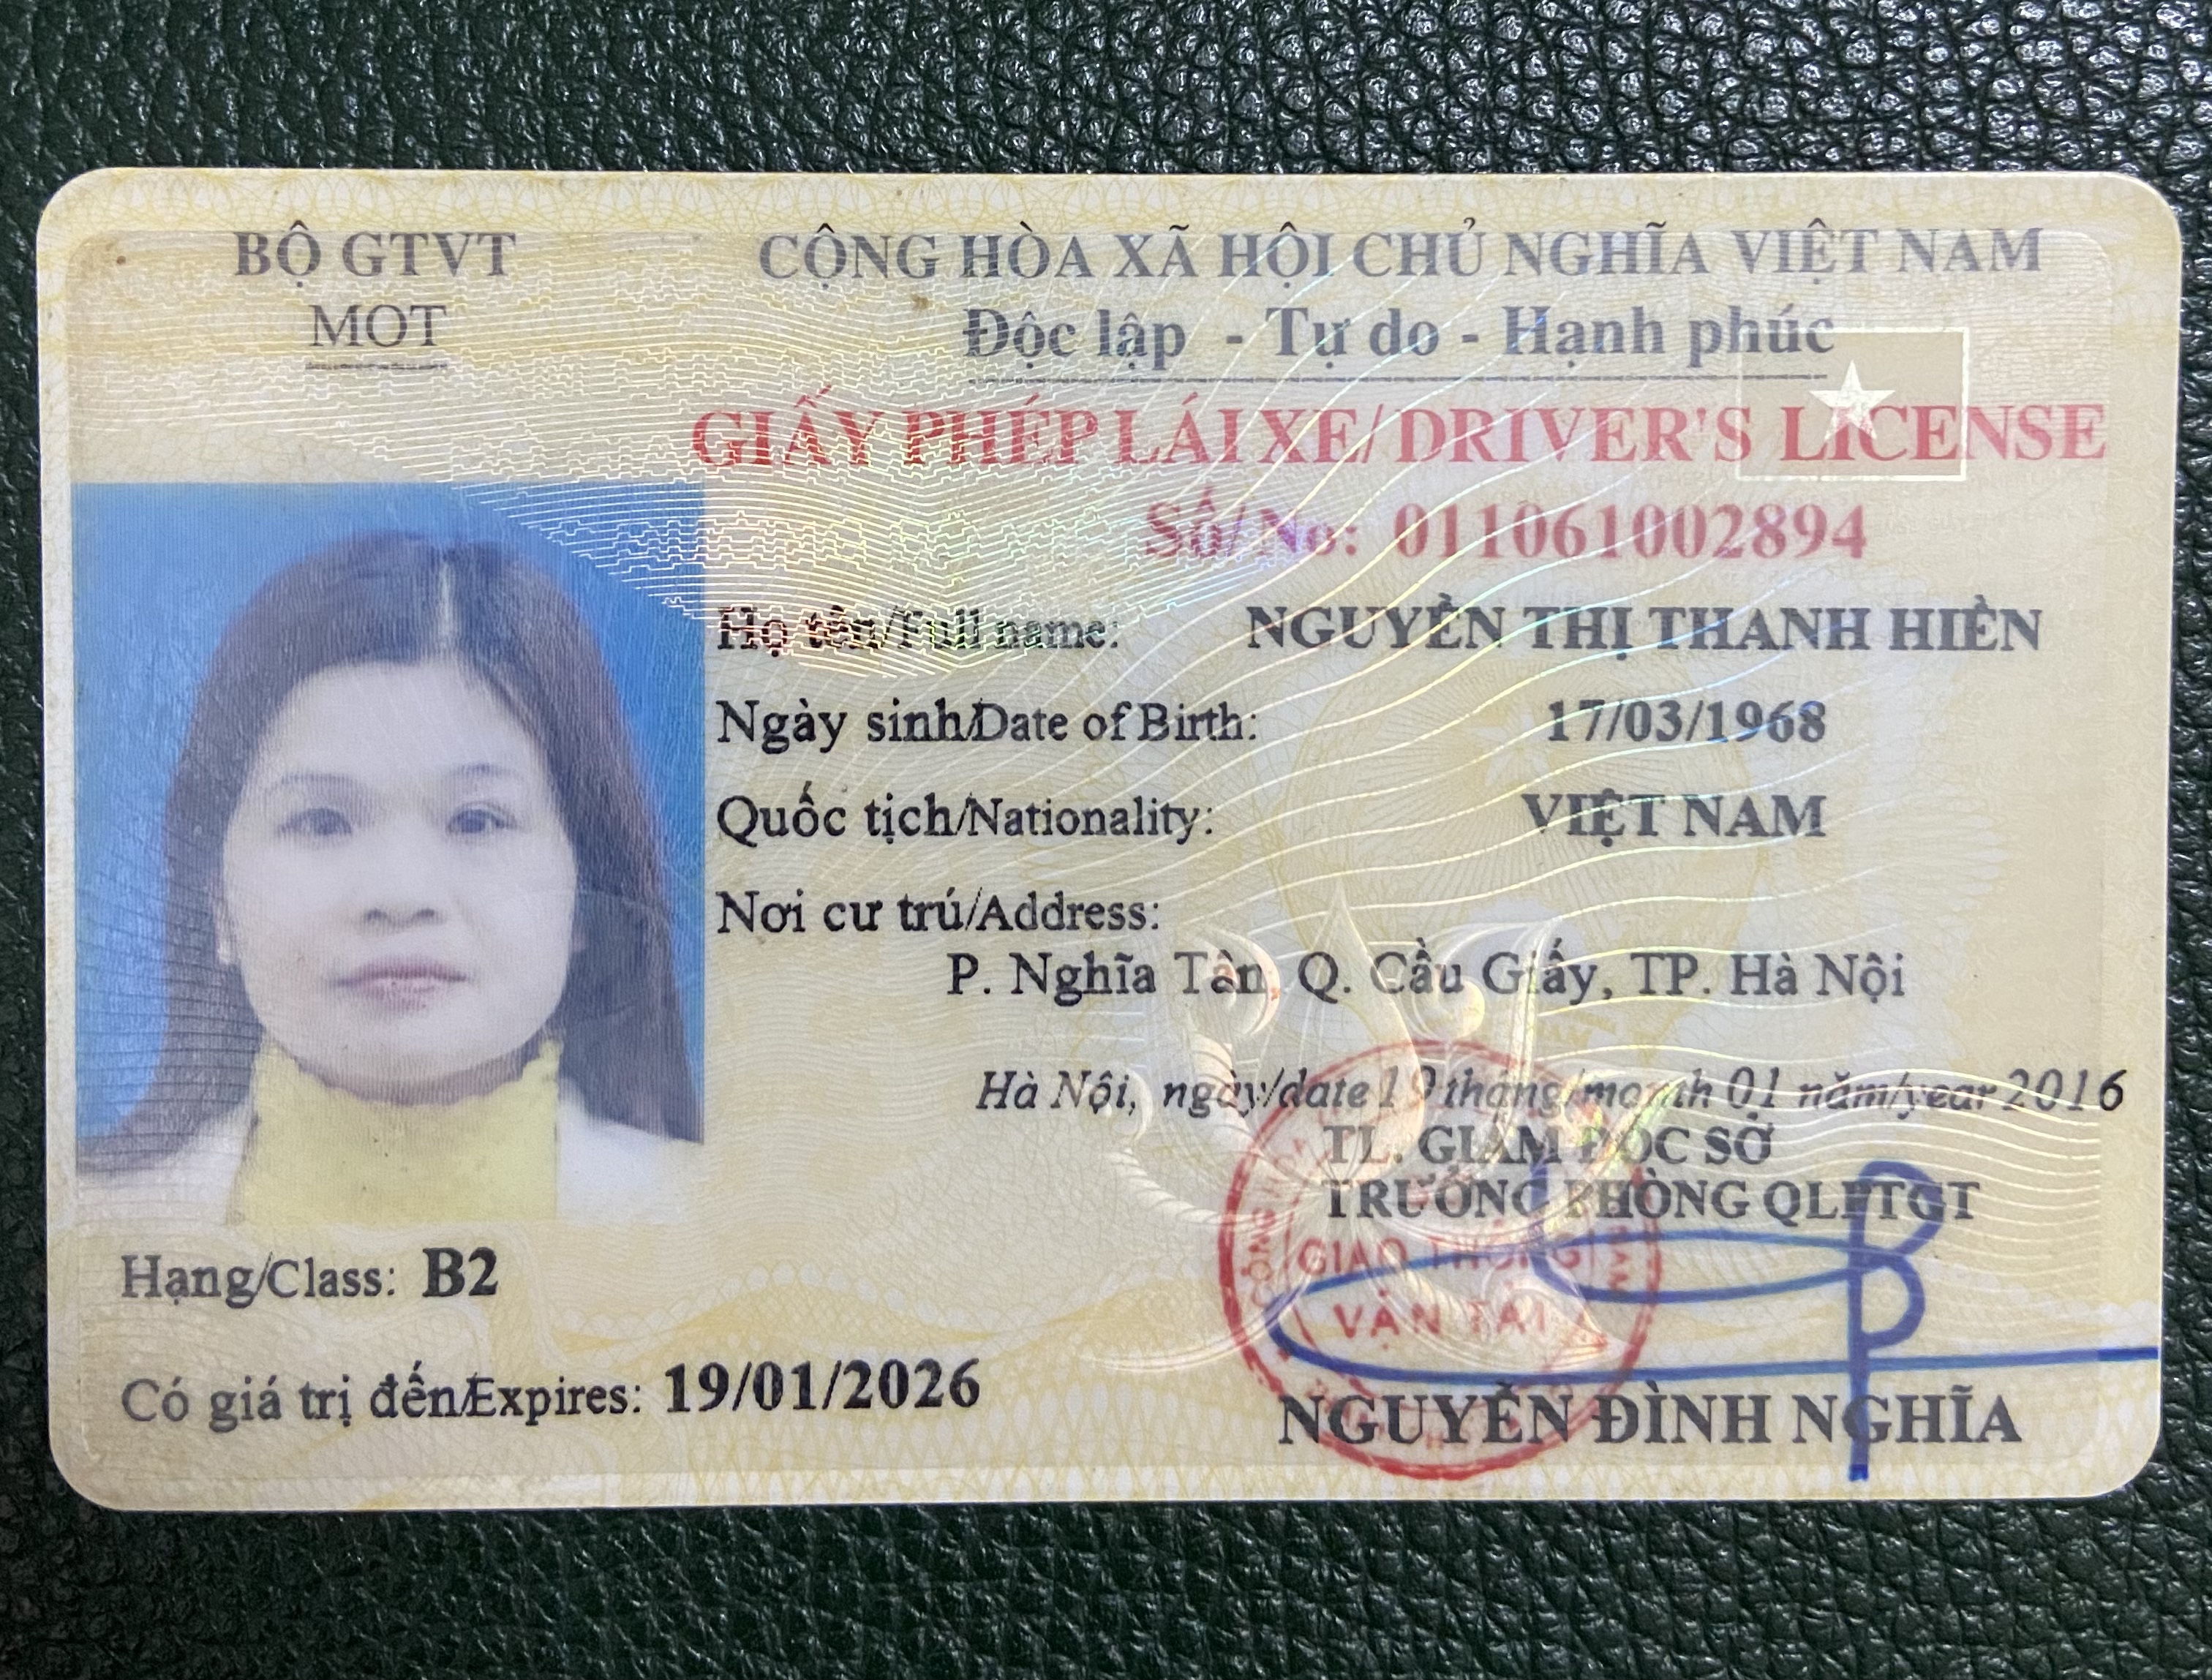 BỘ GTVT
MOT
CỘNG HÒA XÃ HỘI CHỦ NGHĨA VIỆT NAM
Độc lập - Tự do - Hạnh phúc
GIẤY PHÉP LÁI XE/ DRIVER'S LICENSE
Số/ No: 011061002894
Họ tên/Full name: NGUYỄN THỊ THANH HIỀN
Ngày sinh/Date of Birth: 17/03/1968
Quốc tịch/Nationality: VIỆT NAM
Nơi cư trú/Address:
P. Nghĩa Tân, Q. Cầu Giấy, TP. Hà Nội
Hà Nội, ngày/date 19 tháng/month 01 năm/year 2016
TL. GIÁM ĐỐC SỞ
TRƯỞNG PHÒNG QLPTGT
GIAO THÔNG
VẬN TẢI
NGUYỄN ĐÌNH NGHĨA
Hạng/Class: B2
Có giá trị đến/Expires: 19/01/2026